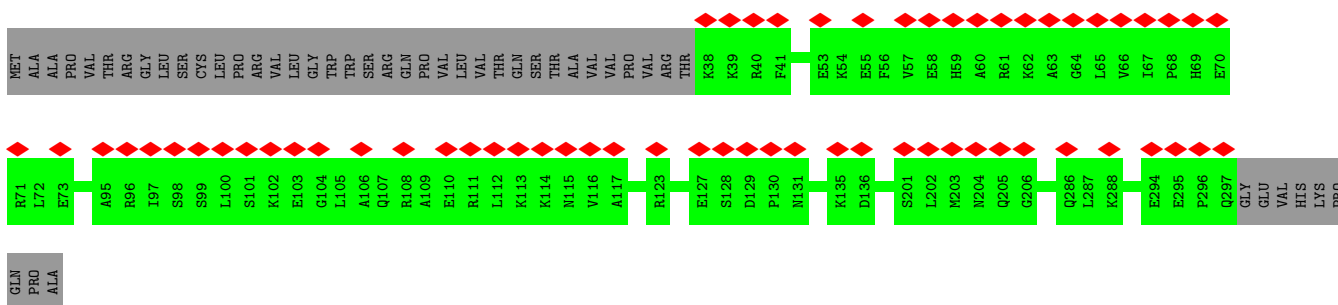 MET ALA ALA PRO VAL THR ARG GLY LEU SER CYS LEU PRO ARG VAL LEU GLY TRP TRP SER ARG GLN PRO VAL LEU VAL THR GLN SER THR ALA VAL VAL PRO VAL ARG THR K38 K39 R40 F41 E53 K54 E55 F56 V57 E58 H59 A60 R61 K62 A63 G64 L65 V66 I67 P68 H69 E70
R71 L72 E73 A95 R96 I97 S98 S99 L100 S101 K102 E103 G104 L105 A106 Q107 R108 A109 E110 R111 L112 K113 K114 N115 V116 A117 R123 E127 S128 D129 P130 N131 K135 D136 S201 L202 M203 N204 Q205 G206 Q286 L287 K288 E294 E295 P296 Q297 GLY GLU VAL HIS LYS PRO
GLN PRO ALA